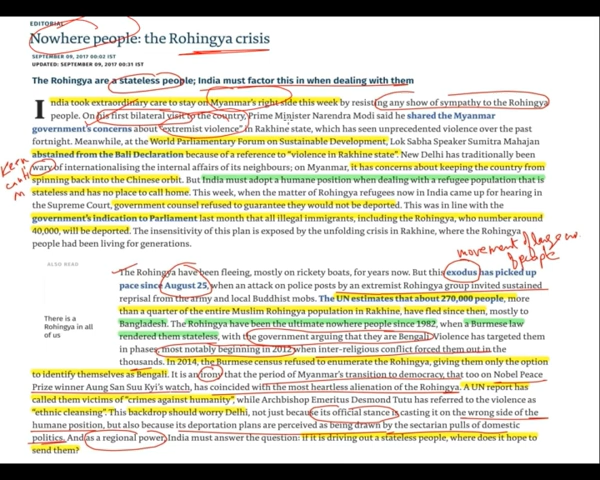 EDITORIAL
Nowhere people: the Rohingya crisis
SEPTEMBER 09, 2017 00:02 IST
UPDATED: SEPTEMBER 09, 2017 00:31 IST
The Rohingya are a stateless people; India must factor this in when dealing with them
India took extraordinary care to stay on Myanmar's right side this week by resisting any show of sympathy to the Rohingya
people. On his first bilateral visit to the country, Prime Minister Narendra Modi said he shared the Myanmar
government's concerns about "extremist violence" in Rakhine state, which has seen unprecedented violence over the past
fortnight. Meanwhile, at the World Parliamentary Forum on Sustainable Development, Lok Sabha Speaker Sumitra Mahajan
abstained from the Bali Declaration because of a reference to "violence in Rakhine state". New Delhi has traditionally been
wary of internationalising the internal affairs of its neighbours; on Myanmar, it has concerns about keeping the country from
spinning back into the Chinese orbit. But India must adopt a humane position when dealing with a refugee population that is
stateless and has no place to call home. This week, when the matter of Rohingya refugees now in India came up for hearing in
the Supreme Court, government counsel refused to guarantee they would not be deported. This was in line with the
government's indication to Parliament last month that all illegal immigrants, including the Rohingya, who number around
40,000, will be deported. The insensitivity of this plan is exposed by the unfolding crisis in Rakhine, where the Rohingya
people had been living for generations.
movement of large no.
of people
ALSO READ
There is a
Rohingya in all
of us
The Rohingya have been fleeing, mostly on rickety boats, for years now. But this exodus has picked up
pace since August 25, when an attack on police posts by an extremist Rohingya group invited sustained
reprisal from the army and local Buddhist mobs. The UN estimates that about 270,000 people, more
than a quarter of the entire Muslim Rohingya population in Rakhine, have fled since then, mostly to
Bangladesh. The Rohingya have been the ultimate nowhere people since 1982, when a Burmese law
rendered them stateless, with the government arguing that they are Bengali. Violence has targeted them
in phases, most notably beginning in 2012 when inter-religious conflict forced them out in the
thousands. In 2014, the Burmese census refused to enumerate the Rohingya, giving them only the option
to identify themselves as Bengali. It is an irony that the period of Myanmar's transition to democracy, that too on Nobel Peace
Prize winner Aung San Suu Kyi's watch, has coincided with the most heartless alienation of the Rohingya. A UN report has
called them victims of "crimes against humanity", while Archbishop Emeritus Desmond Tutu has referred to the violence as
"ethnic cleansing". This backdrop should worry Delhi, not just because its official stance is casting it on the wrong side of the
humane position, but also because its deportation plans are perceived as being drawn by the sectarian pulls of domestic
politics. And as a regional power, India must answer the question: if it is driving out a stateless people, where does it hope to
send them?